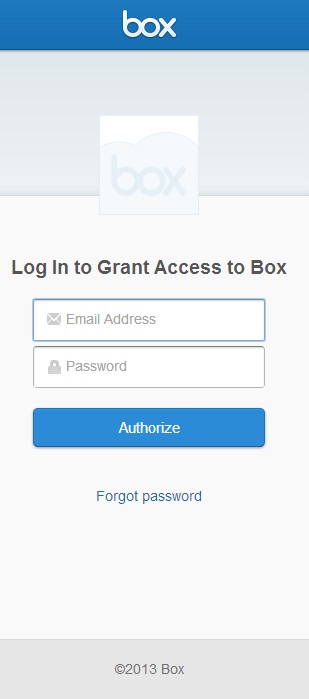 box
box
Log In to Grant Access to Box
Email Address
Password
Authorize
Forgot password
©2013 Box